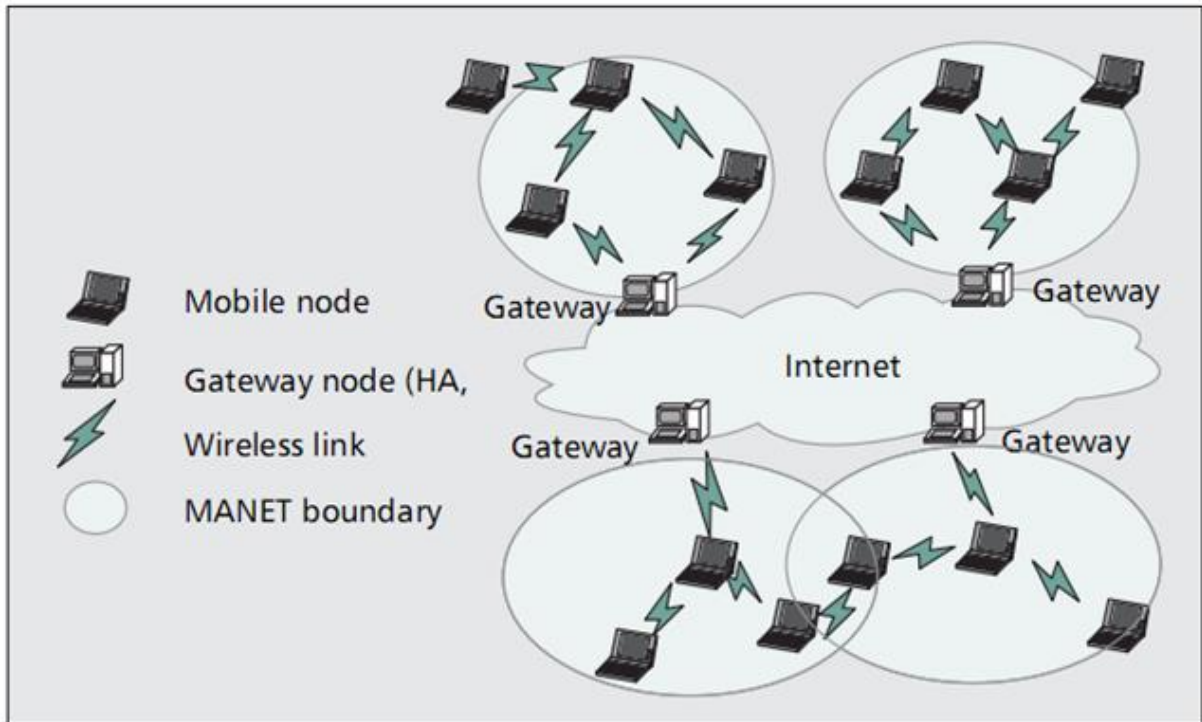 Mobile node
Gateway node (HA,
Wireless link
MANET boundary
Gateway
Gateway
Internet
Gateway
Gateway